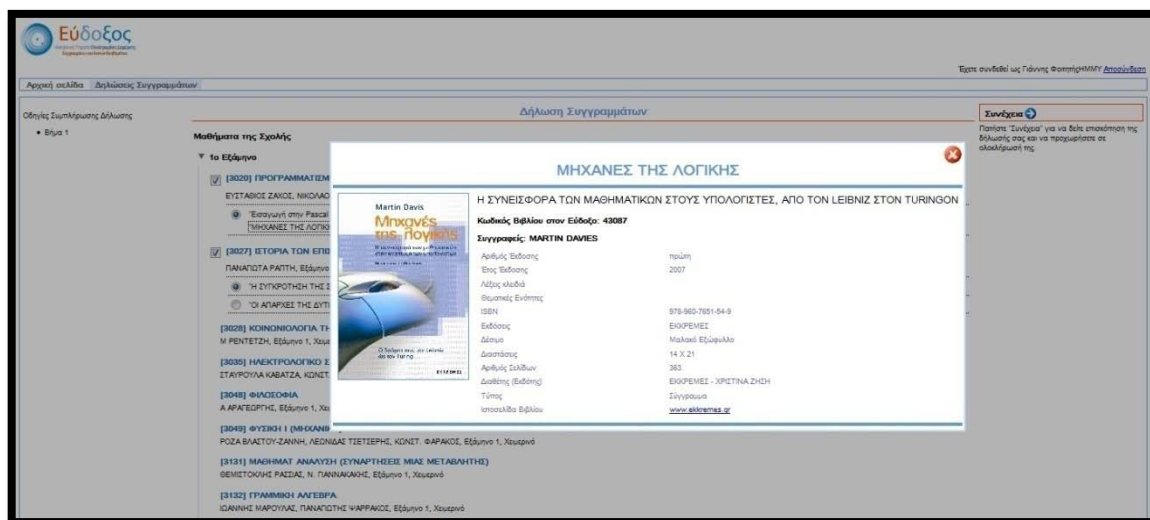 Εύδοξος
Έχετε συνδεθεί ως Γιάννης ΦοιτητήςΗΜΜΥ Αποσύνδεση
Αρχική σελίδα Δηλώσεις Συγγραμμάτων
Οδηγίες Συμπλήρωσης Δήλωσης
• Βήμα 1
Δήλωση Συγγραμμάτων
Συνέχεια
Πατήστε 'Συνέχεια' για να δείτε επισκόπηση της
δήλωσής σας και να προχωρήσετε σε
ολοκλήρωσή της.
Μαθήματα της Σχολής
1ο Εξάμηνο
[3020] ΠΡΟΓΡΑΜΜΑΤΙΣΜ
ΕΥΣΤΑΘΙΟΣ ΖΑΧΟΣ, ΝΙΚΟΛΑΟ
'Εισαγωγή στην Pascal
'ΜΗΧΑΝΕΣ ΤΗΣ ΛΟΓΙΚΗ
[3027] ΙΣΤΟΡΙΑ ΤΩΝ ΕΠΙΣ
ΠΑΝΑΓΙΩΤΑ ΡΑΠΤΗ, Εξάμηνο
'Η ΣΥΓΚΡΟΤΗΣΗ ΤΗΣ Σ
'ΟΙ ΑΠΑΡΧΕΣ ΤΗΣ ΔΥΤΙ
[3028] ΚΟΙΝΩΝΙΟΛΟΓΙΑ ΤΗ
Μ ΡΕΝΤΕΤΖΗ, Εξάμηνο 1, Χειμε
[3035] ΗΛΕΚΤΡΟΛΟΓΙΚΟ Σ
ΣΤΑΥΡΟΥΛΑ ΚΑΒΑΤΖΑ, ΚΩΝΣΤ.
[3048] ΦΙΛΟΣΟΦΙΑ
Α ΑΡΑΓΕΩΡΓΗΣ, Εξάμηνο 1, Χει
[3049] ΦΥΣΙΚΗ Ι (ΜΗΧΑΝΙΚ
ΡΟΖΑ ΒΛΑΣΤΟΥ-ΖΑΝΝΗ, ΛΕΩΝΙΔΑΣ ΤΣΕΤΣΕΡΗΣ, ΚΩΝΣΤ. ΦΑΡΑΚΟΣ, Εξάμηνο 1, Χειμερινό
[3131] ΜΑΘΗΜΑΤ ΑΝΑΛΥΣΗ (ΣΥΝΑΡΤΗΣΕΙΣ ΜΙΑΣ ΜΕΤΑΒΛΗΤΗΣ)
ΘΕΜΙΣΤΟΚΛΗΣ ΡΑΣΣΙΑΣ, Ν. ΓΙΑΝΝΑΚΑΚΗΣ, Εξάμηνο 1, Χειμερινό
[3132] ΓΡΑΜΜΙΚΗ ΑΛΓΕΒΡΑ
ΙΩΑΝΝΗΣ ΜΑΡΟΥΛΑΣ, ΠΑΝΑΓΙΩΤΗΣ ΨΑΡΡΑΚΟΣ, Εξάμηνο 1, Χειμερινό
ΜΗΧΑΝΕΣ ΤΗΣ ΛΟΓΙΚΗΣ
Martin Davis
Μηχανές
της λογικής
Η ΣΥΝΕΙΣΦΟΡΑ ΤΩΝ ΜΑΘΗΜΑΤΙΚΩΝ ΣΤΟΥΣ ΥΠΟΛΟΓΙΣΤΕΣ, ΑΠΟ ΤΟΝ LEIBNIZ ΣΤΟΝ TURINGON
Κωδικός Βιβλίου στον Εύδοξο: 43087
Συγγραφείς: MARTIN DAVIES
Αριθμός Έκδοσης πρώτη
Έτος Έκδοσης 2007
Λέξεις κλειδιά
Θεματικές Ενότητες
ISBN 978-960-7651-54-9
Εκδόσεις ΕΚΚΡΕΜΕΣ
Δέσιμο Μαλακό Εξώφυλλο
Διαστάσεις 14 X 21
Αριθμός Σελίδων 383
Διαθέτης (Εκδότης) ΕΚΚΡΕΜΕΣ - ΧΡΙΣΤΙΝΑ ΖΗΣΗ
Τύπος Σύγγραμμα
Ιστοσελίδα Βιβλίου www.ekkremes.gr